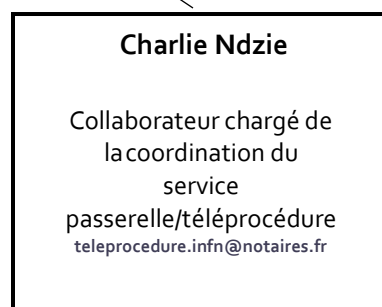 Charlie Ndzie
Collaborateur chargé de
la coordination du
service
passerelle/téléprocédure
teleprocedure.infn@notaires.fr